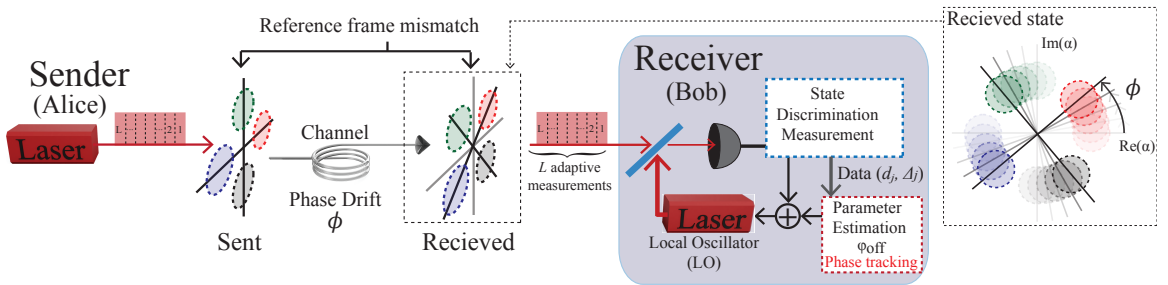 Reference frame mismatch
Sender
(Alice)
Laser
L
2
1
Sent
Channel
Phase Drift
ϕ
Recieved
L
2
1
L adaptive
measurements
Receiver
(Bob)
State
Discrimination
Measurement
Data (dj, Δj)
Laser
Local Oscillator
(LO)
Parameter
Estimation
φoff
Phase tracking
Recieved state
Im(α)
ϕ
Re(α)